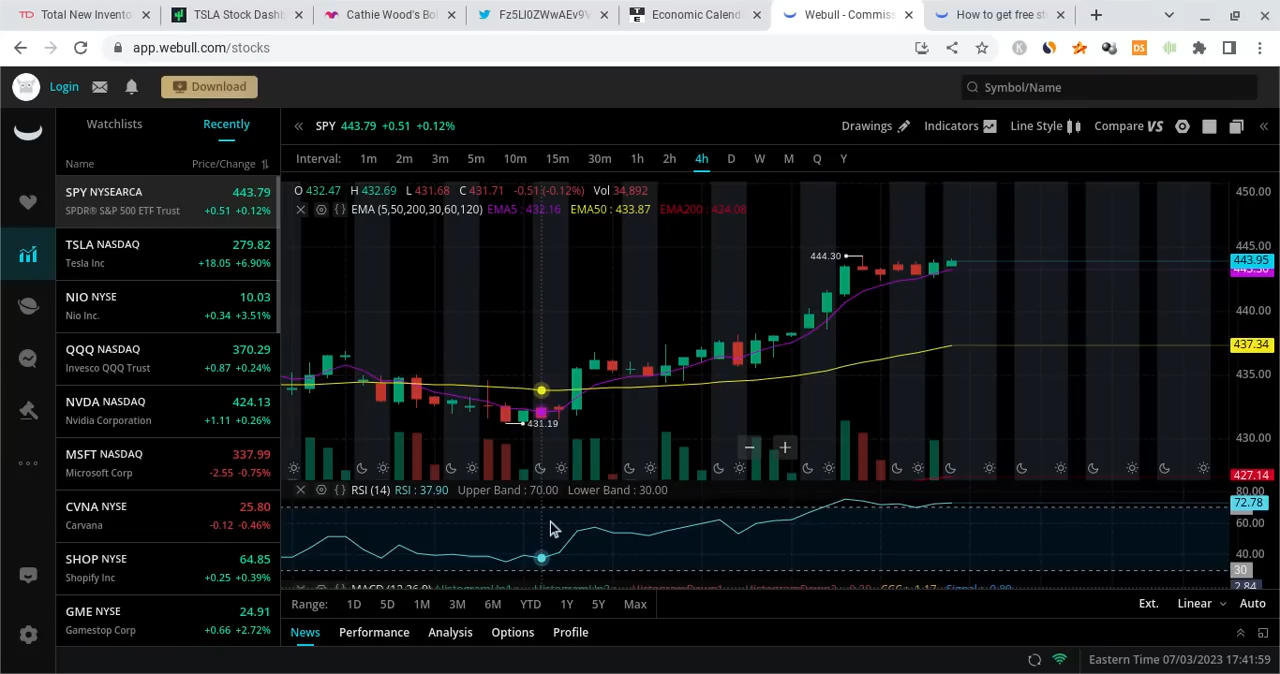 Total New Invento
TSLA Stock Dash
Cathie Wood's Bo
Fz5LI0ZWwAEv9
Economic Calend
Webull - Commis
How to get free st
app.webull.com/stocks
Login
Download
Symbol/Name
Watchlists Recently
SPY 443.79 +0.51 +0.12%
Drawings Indicators Line Style Compare VS
Name Price/Change
Interval: 1m 2m 3m 5m 10m 15m 30m 1h 2h 4h D W M Q Y
SPY NYSEARCA 443.79
SPDR® S&P 500 ETF Trust +0.51 +0.12%
TSLA NASDAQ 279.82
Tesla Inc +18.05 +6.90%
NIO NYSE 10.03
Nio Inc. +0.34 +3.51%
QQQ NASDAQ 370.29
Invesco QQQ Trust +0.87 +0.24%
NVDA NASDAQ 424.13
Nvidia Corporation +1.11 +0.26%
MSFT NASDAQ 337.99
Microsoft Corp -2.55 -0.75%
CVNA NYSE 25.80
Carvana -0.12 -0.46%
SHOP NYSE 64.85
Shopify Inc +0.25 +0.39%
GME NYSE 24.91
Gamestop Corp +0.66 +2.72%
O 432.47 H 432.69 L 431.68 C 431.71 -0.51 (-0.12%) Vol 34,892
EMA (5,50,200,30,60,120) EMA5 : 432.16 EMA50 : 433.87 EMA200 : 424.08
444.30
431.19
450.00
445.00
443.95
440.00
437.34
435.00
430.00
427.14
RSI (14) RSI : 37.90 Upper Band : 70.00 Lower Band : 30.00
80.00
72.78
60.00
40.00
30
2.84
Range: 1D 5D 1M 3M 6M YTD 1Y 5Y Max
Ext. Linear Auto
News Performance Analysis Options Profile
Eastern Time 07/03/2023 17:41:59